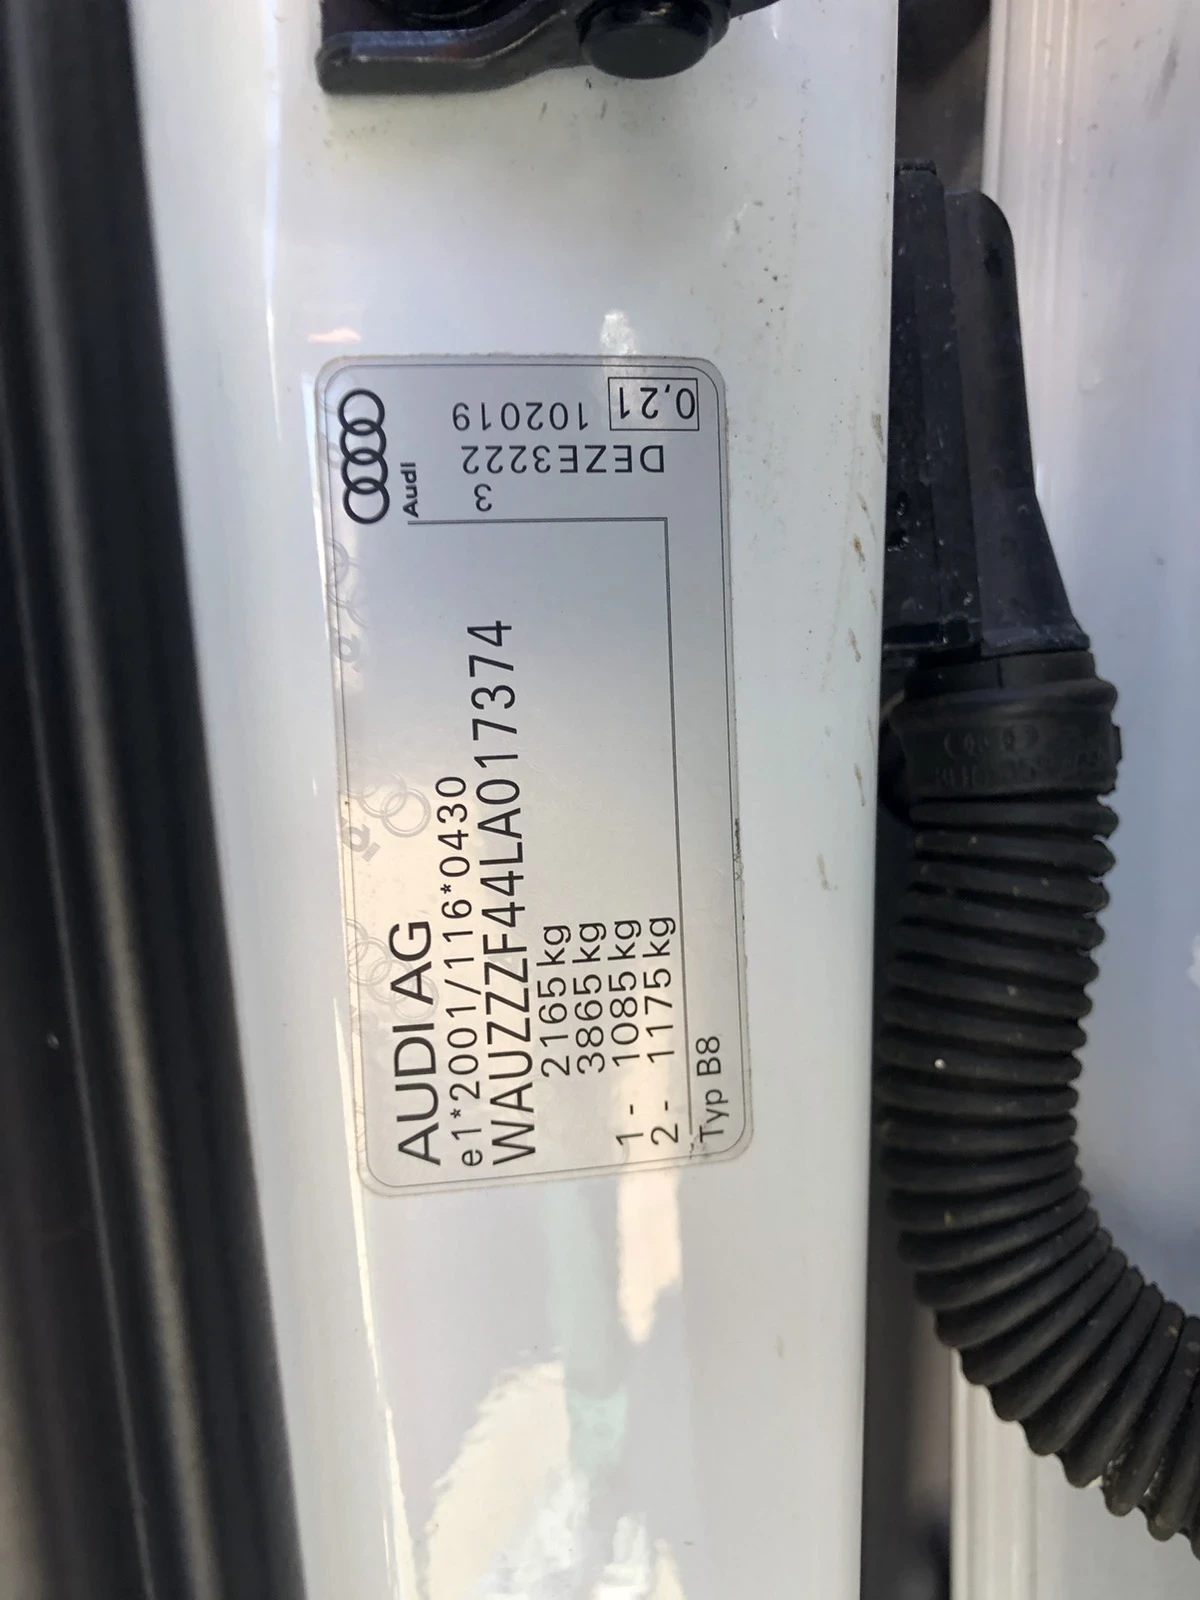 AUDI AG
e1*2001/116*0430
WAUZZZF44LA017374
2165 kg
3865 kg
1 - 1085 kg
2 - 1175 kg
Typ B8
Audi
3
DEZE3222
102019
0,21